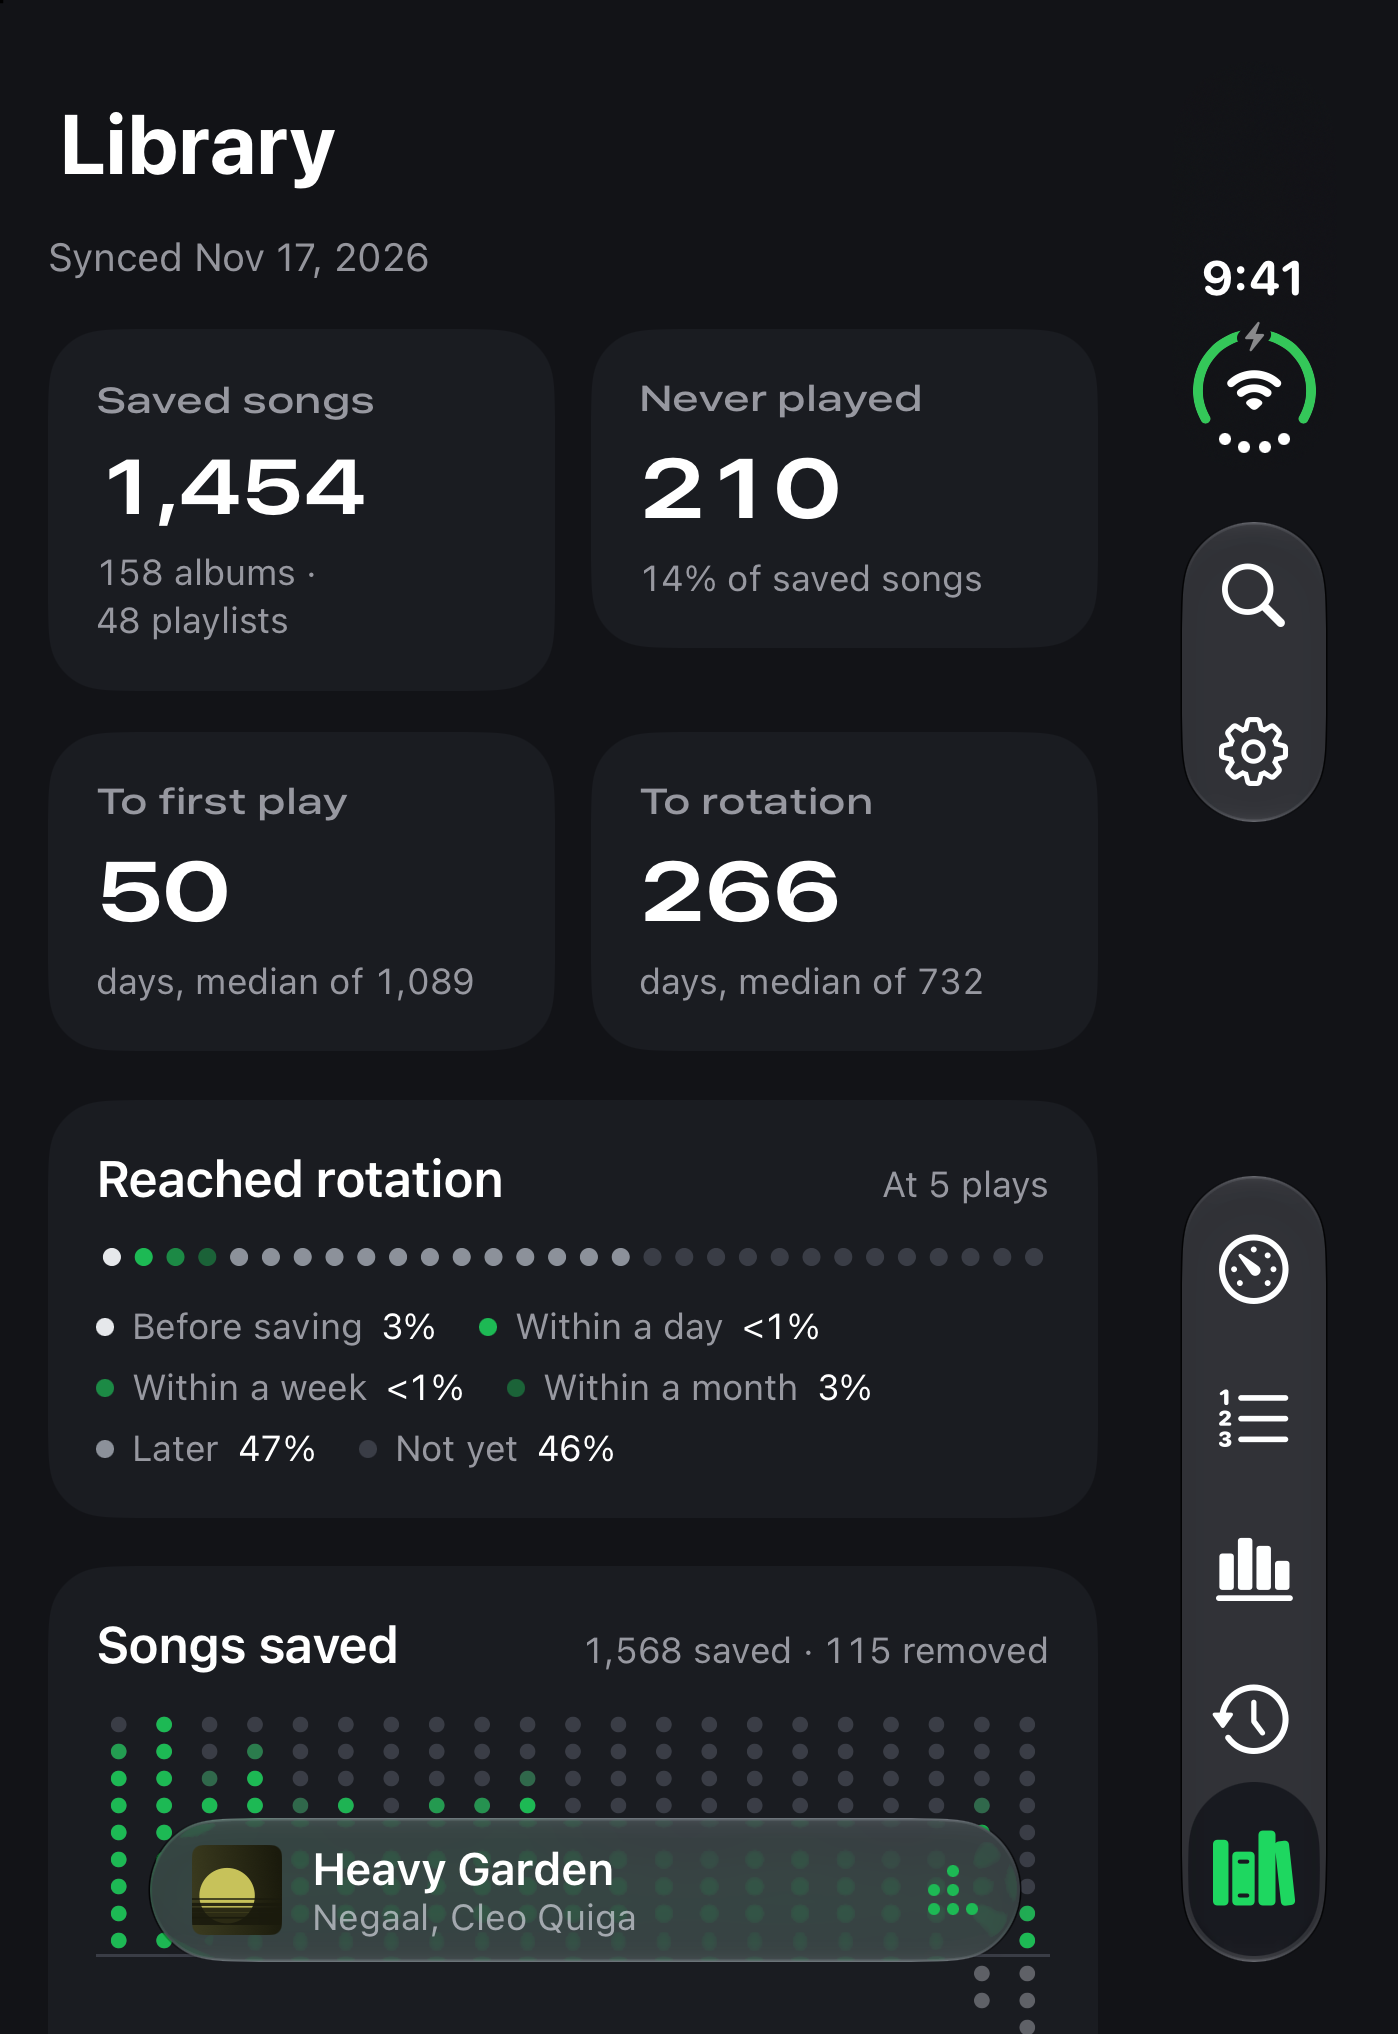 Library
Synced Nov 17, 2026
9:41
Saved songs
1,454
158 albums ·
48 playlists
Never played
210
14% of saved songs
To first play
50
days, median of 1,089
To rotation
266
days, median of 732
Reached rotation
At 5 plays
Before saving 3% Within a day <1%
Within a week <1% Within a month 3%
Later 47% Not yet 46%
1
2
3
Songs saved
1,568 saved · 115 removed
Heavy Garden
Negaal, Cleo Quiga